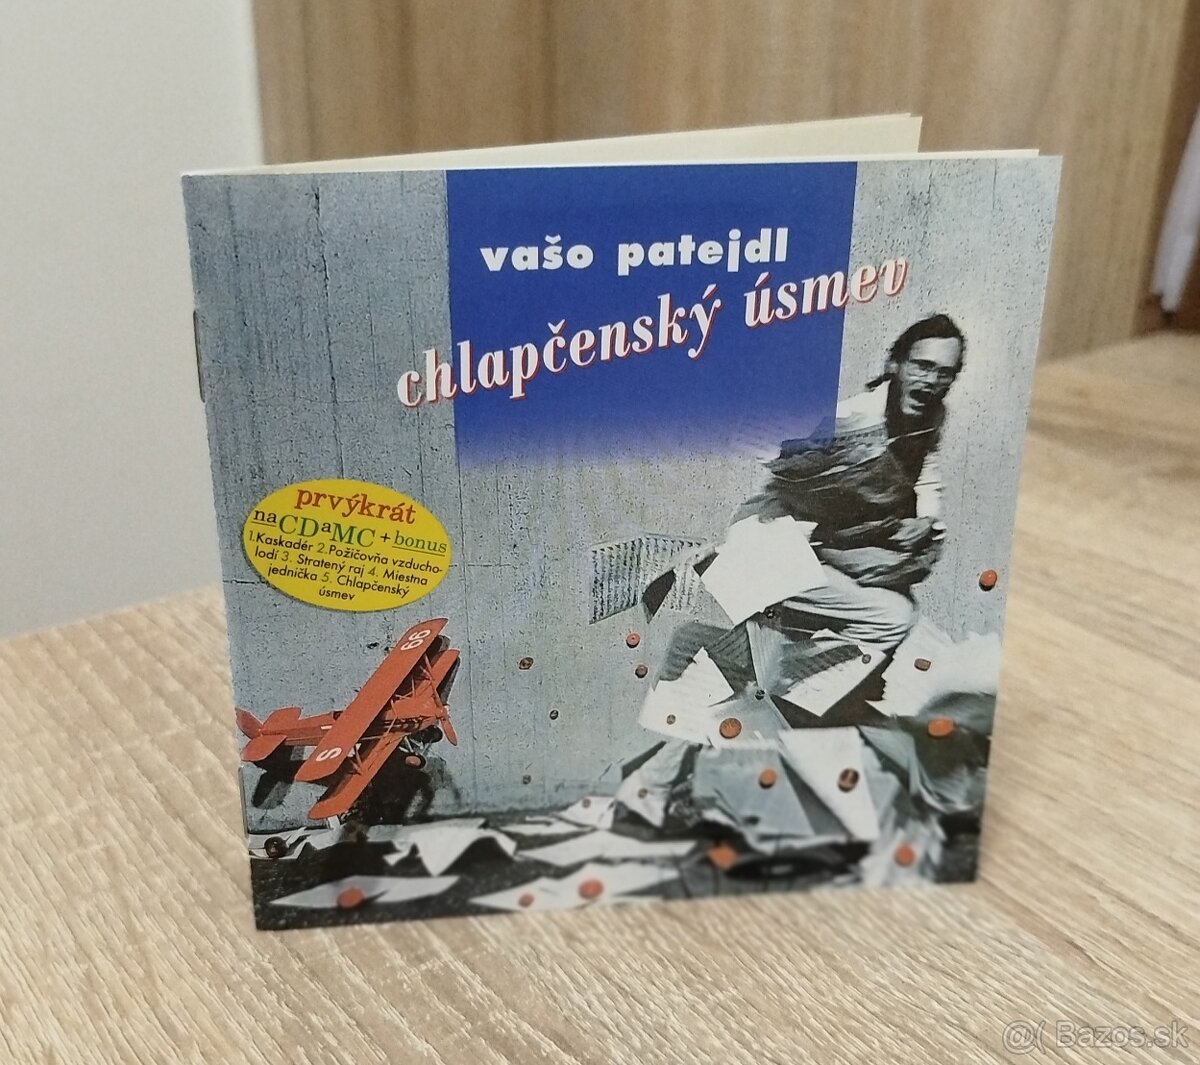 vašo patejdl
chlapčenský úsmev
prvýkrát
na CD a MC + bonus
1.Kaskadér 2.Požičovňa vzducho-
lodí 3. Stratený raj 4. Miestna
jednička 5. Chlapčenský
úsmev
99
S
@( Bazos.sk